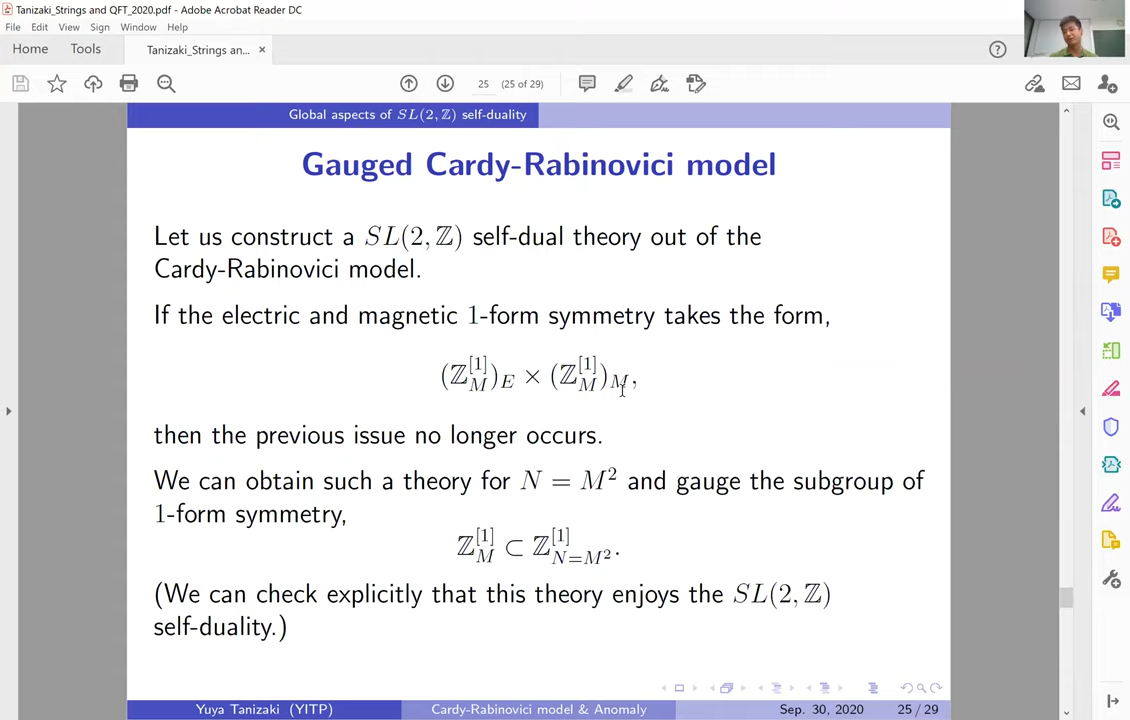 Tanizaki_Strings and QFT_2020.pdf - Adobe Acrobat Reader DC
File Edit View Sign Window Help
Home Tools Tanizaki_Strings an... ×
25 (25 of 29)
Global aspects of SL(2, ℤ) self-duality
Gauged Cardy-Rabinovici model
Let us construct a SL(2, ℤ) self-dual theory out of the
Cardy-Rabinovici model.
If the electric and magnetic 1-form symmetry takes the form,
(ℤ_M^{[1]})_E × (ℤ_M^{[1]})_M,
then the previous issue no longer occurs.
We can obtain such a theory for N = M² and gauge the subgroup of
1-form symmetry,
ℤ_M^{[1]} ⊂ ℤ_{N=M²}^{[1]}.
(We can check explicitly that this theory enjoys the SL(2, ℤ)
self-duality.)
Yuya Tanizaki (YITP) Cardy-Rabinovici model & Anomaly Sep. 30, 2020 25 / 29